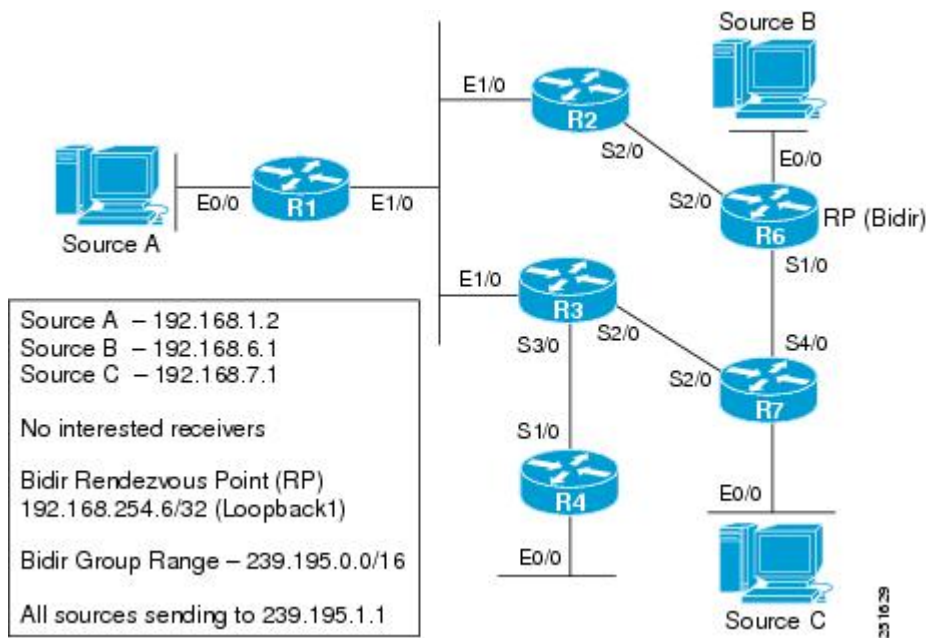 Source B
E1/0
R2
E0/0
S2/0
S2/0
R6
RP (Bidir)
E0/0
R1
E1/0
Source A
S1/0
E1/0
R3
S3/0
S2/0
S4/0
S2/0
R7
S1/0
R4
E0/0
E0/0
Source C
Source A – 192.168.1.2
Source B – 192.168.6.1
Source C – 192.168.7.1
No interested receivers
Bidir Rendezvous Point (RP)
192.168.254.6/32 (Loopback1)
Bidir Group Range – 239.195.0.0/16
All sources sending to 239.195.1.1
251629